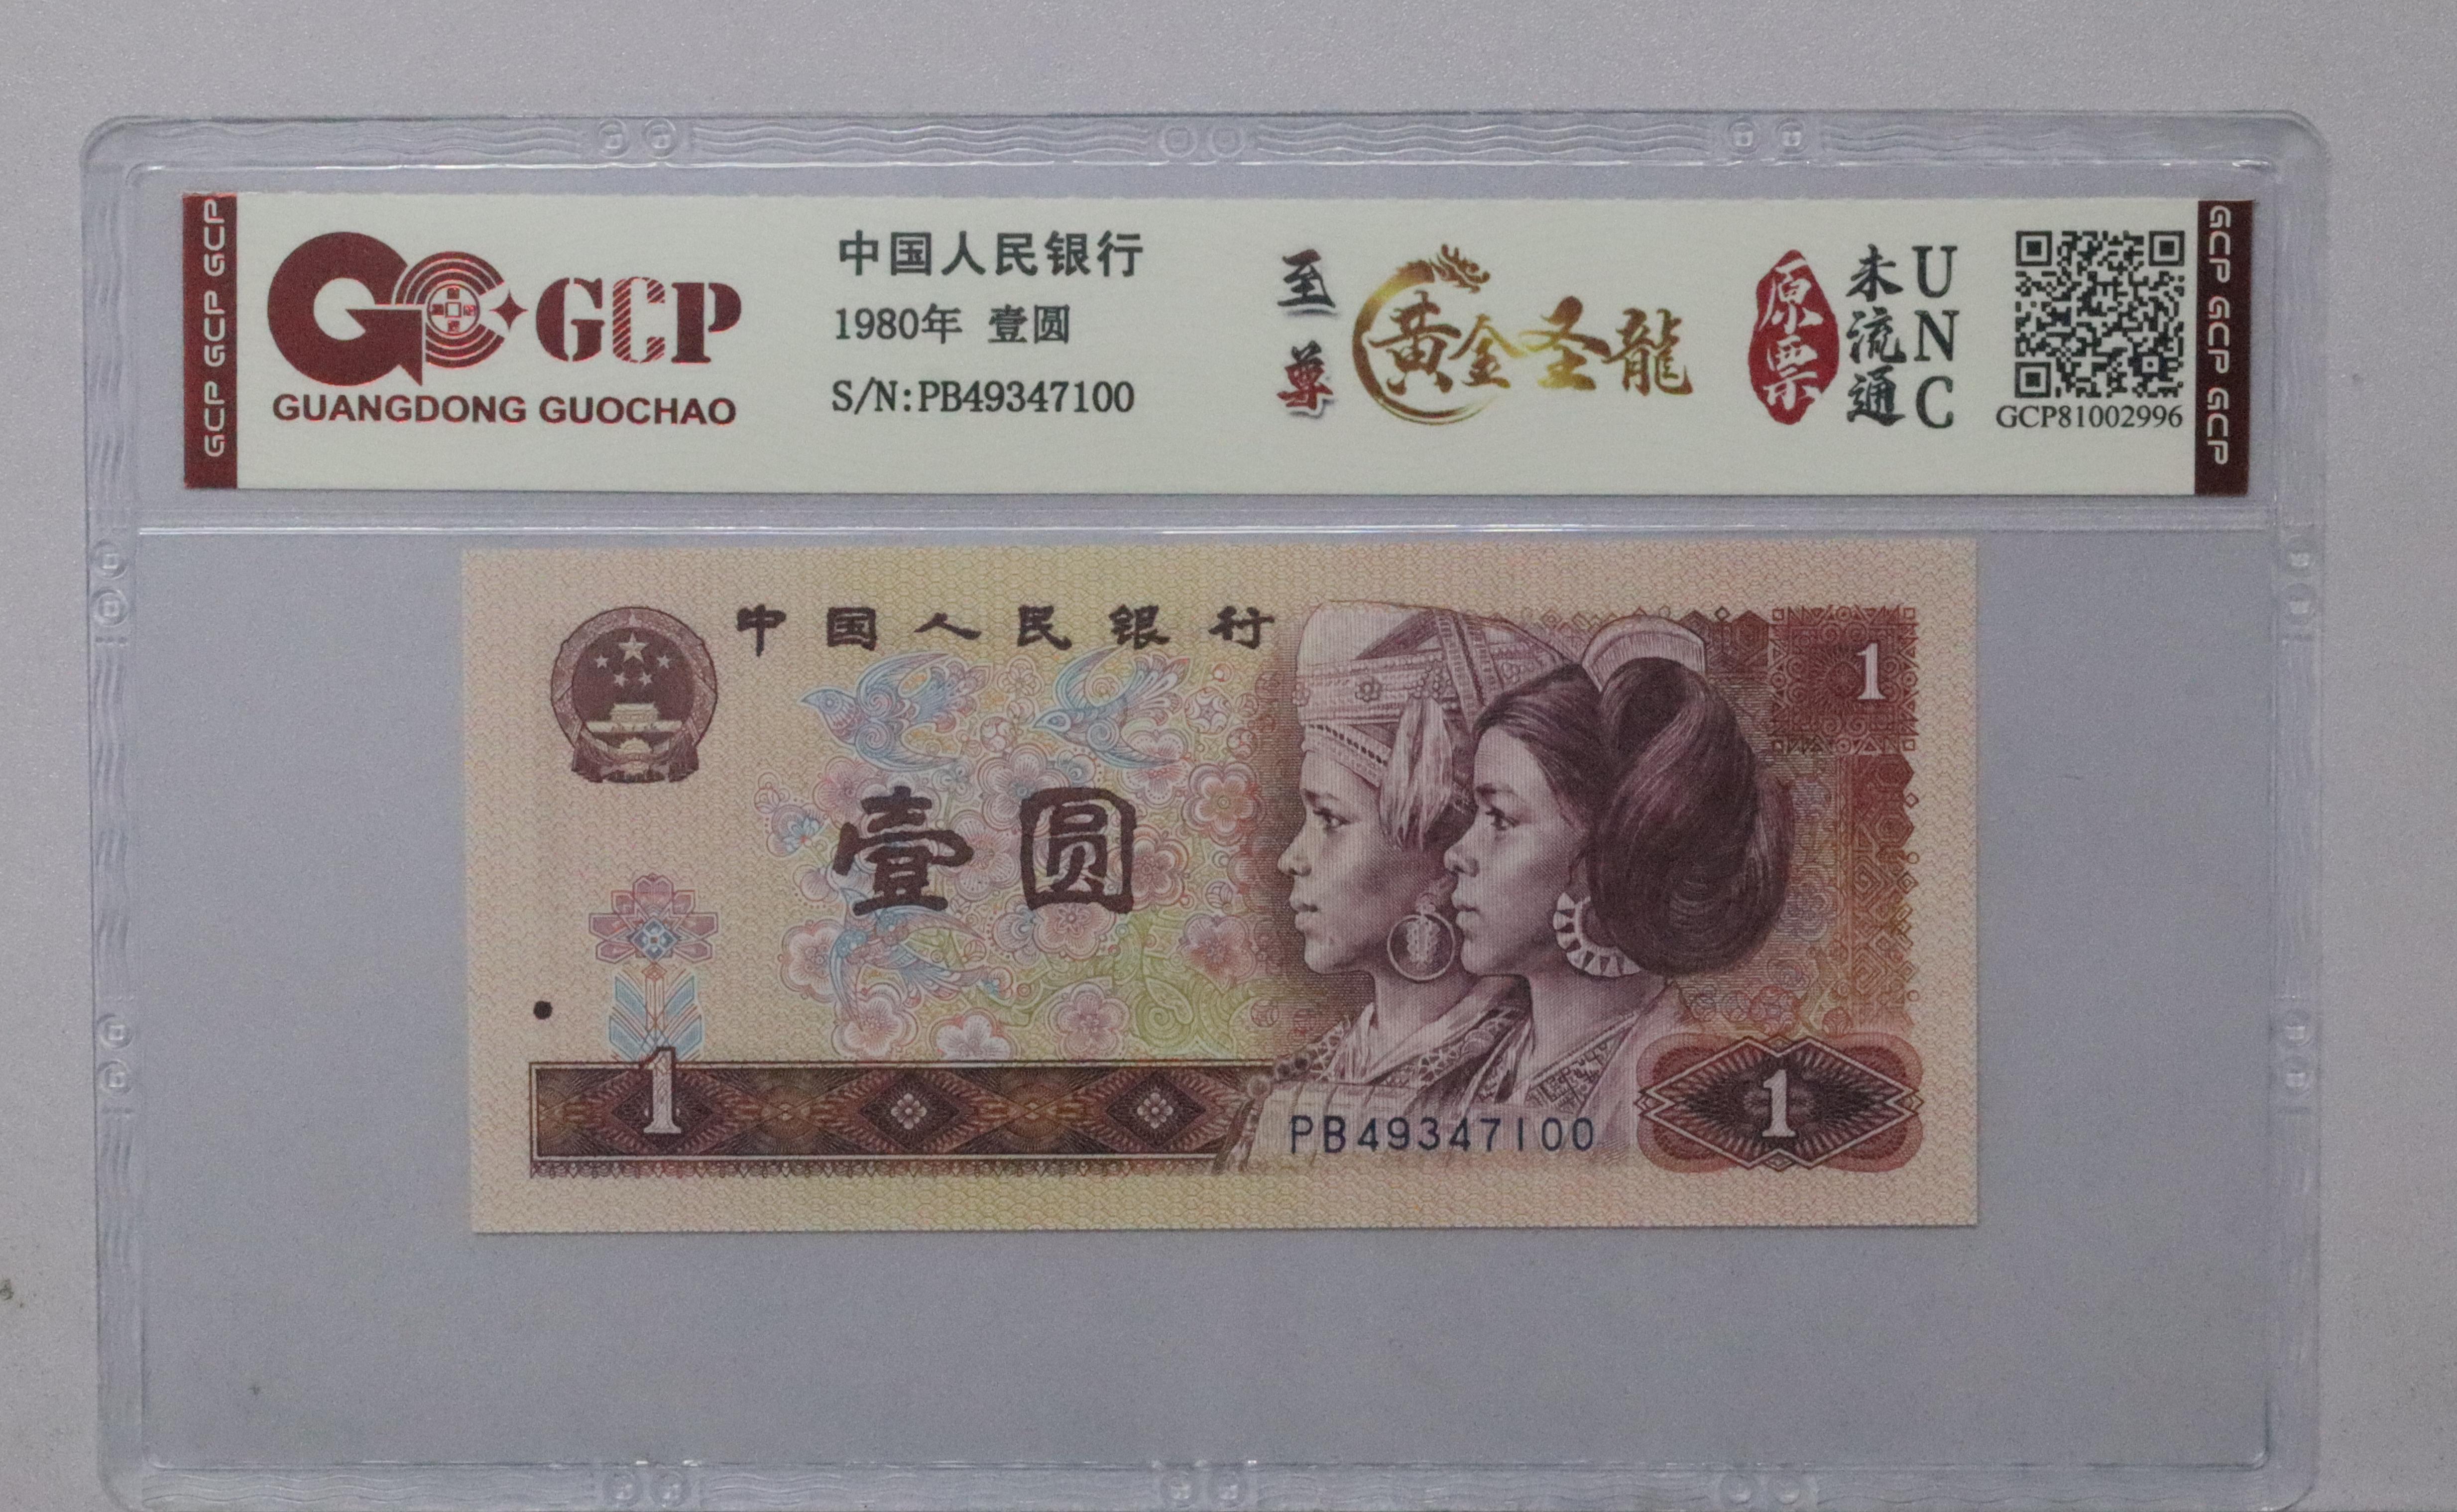 GCP GCP GCP
GCP
GUANGDONG GUOCHAO
中国人民银行
1980年 壹圆
S/N:PB49347100
至尊
黄金圣龍
原票
未流通
UNC
GCP81002996
GCP GCP GCP
中国人民银行
1
壹圆
1
1
PB49347100